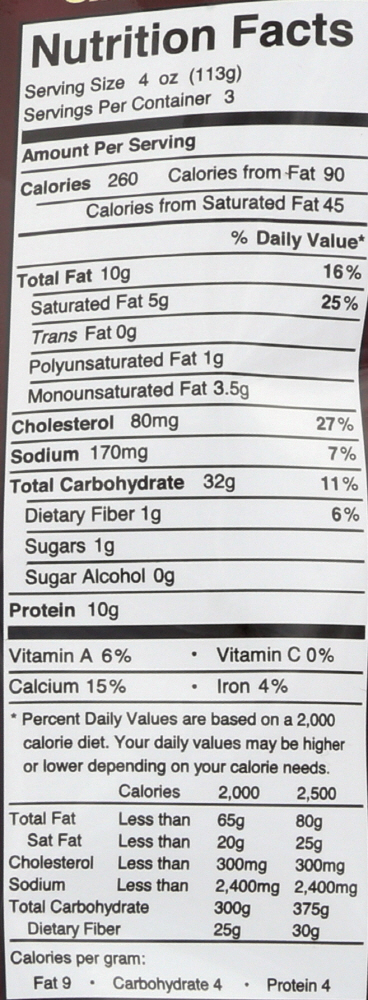 Nutrition Facts
Serving Size 4 oz (113g)
Servings Per Container 3
Amount Per Serving
Calories 260 Calories from Fat 90
Calories from Saturated Fat 45
% Daily Value*
Total Fat 10g 16%
Saturated Fat 5g 25%
Trans Fat 0g
Polyunsaturated Fat 1g
Monounsaturated Fat 3.5g
Cholesterol 80mg 27%
Sodium 170mg 7%
Total Carbohydrate 32g 11%
Dietary Fiber 1g 6%
Sugars 1g
Sugar Alcohol 0g
Protein 10g
Vitamin A 6% • Vitamin C 0%
Calcium 15% • Iron 4%
* Percent Daily Values are based on a 2,000
calorie diet. Your daily values may be higher
or lower depending on your calorie needs.
Calories 2,000 2,500
Total Fat Less than 65g 80g
Sat Fat Less than 20g 25g
Cholesterol Less than 300mg 300mg
Sodium Less than 2,400mg 2,400mg
Total Carbohydrate 300g 375g
Dietary Fiber 25g 30g
Calories per gram:
Fat 9 • Carbohydrate 4 • Protein 4